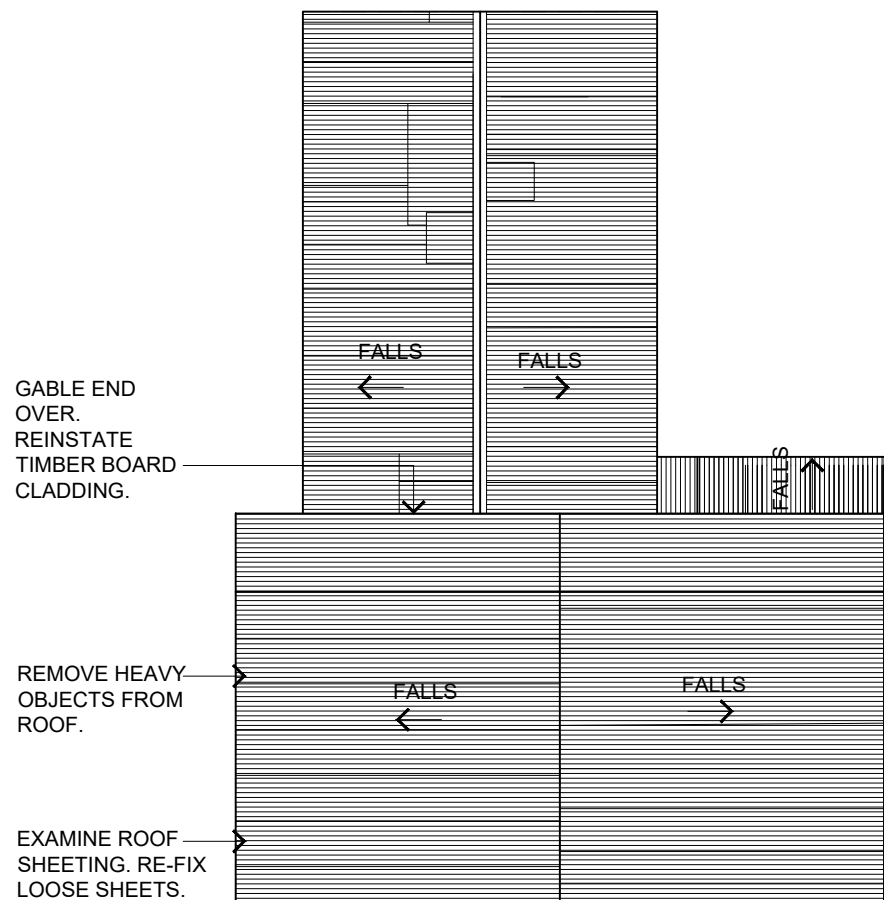 FALLS
FALLS
GABLE END
OVER.
REINSTATE
TIMBER BOARD
CLADDING.
FALLS
REMOVE HEAVY
OBJECTS FROM
ROOF.
FALLS
FALLS
EXAMINE ROOF
SHEETING. RE-FIX
LOOSE SHEETS.